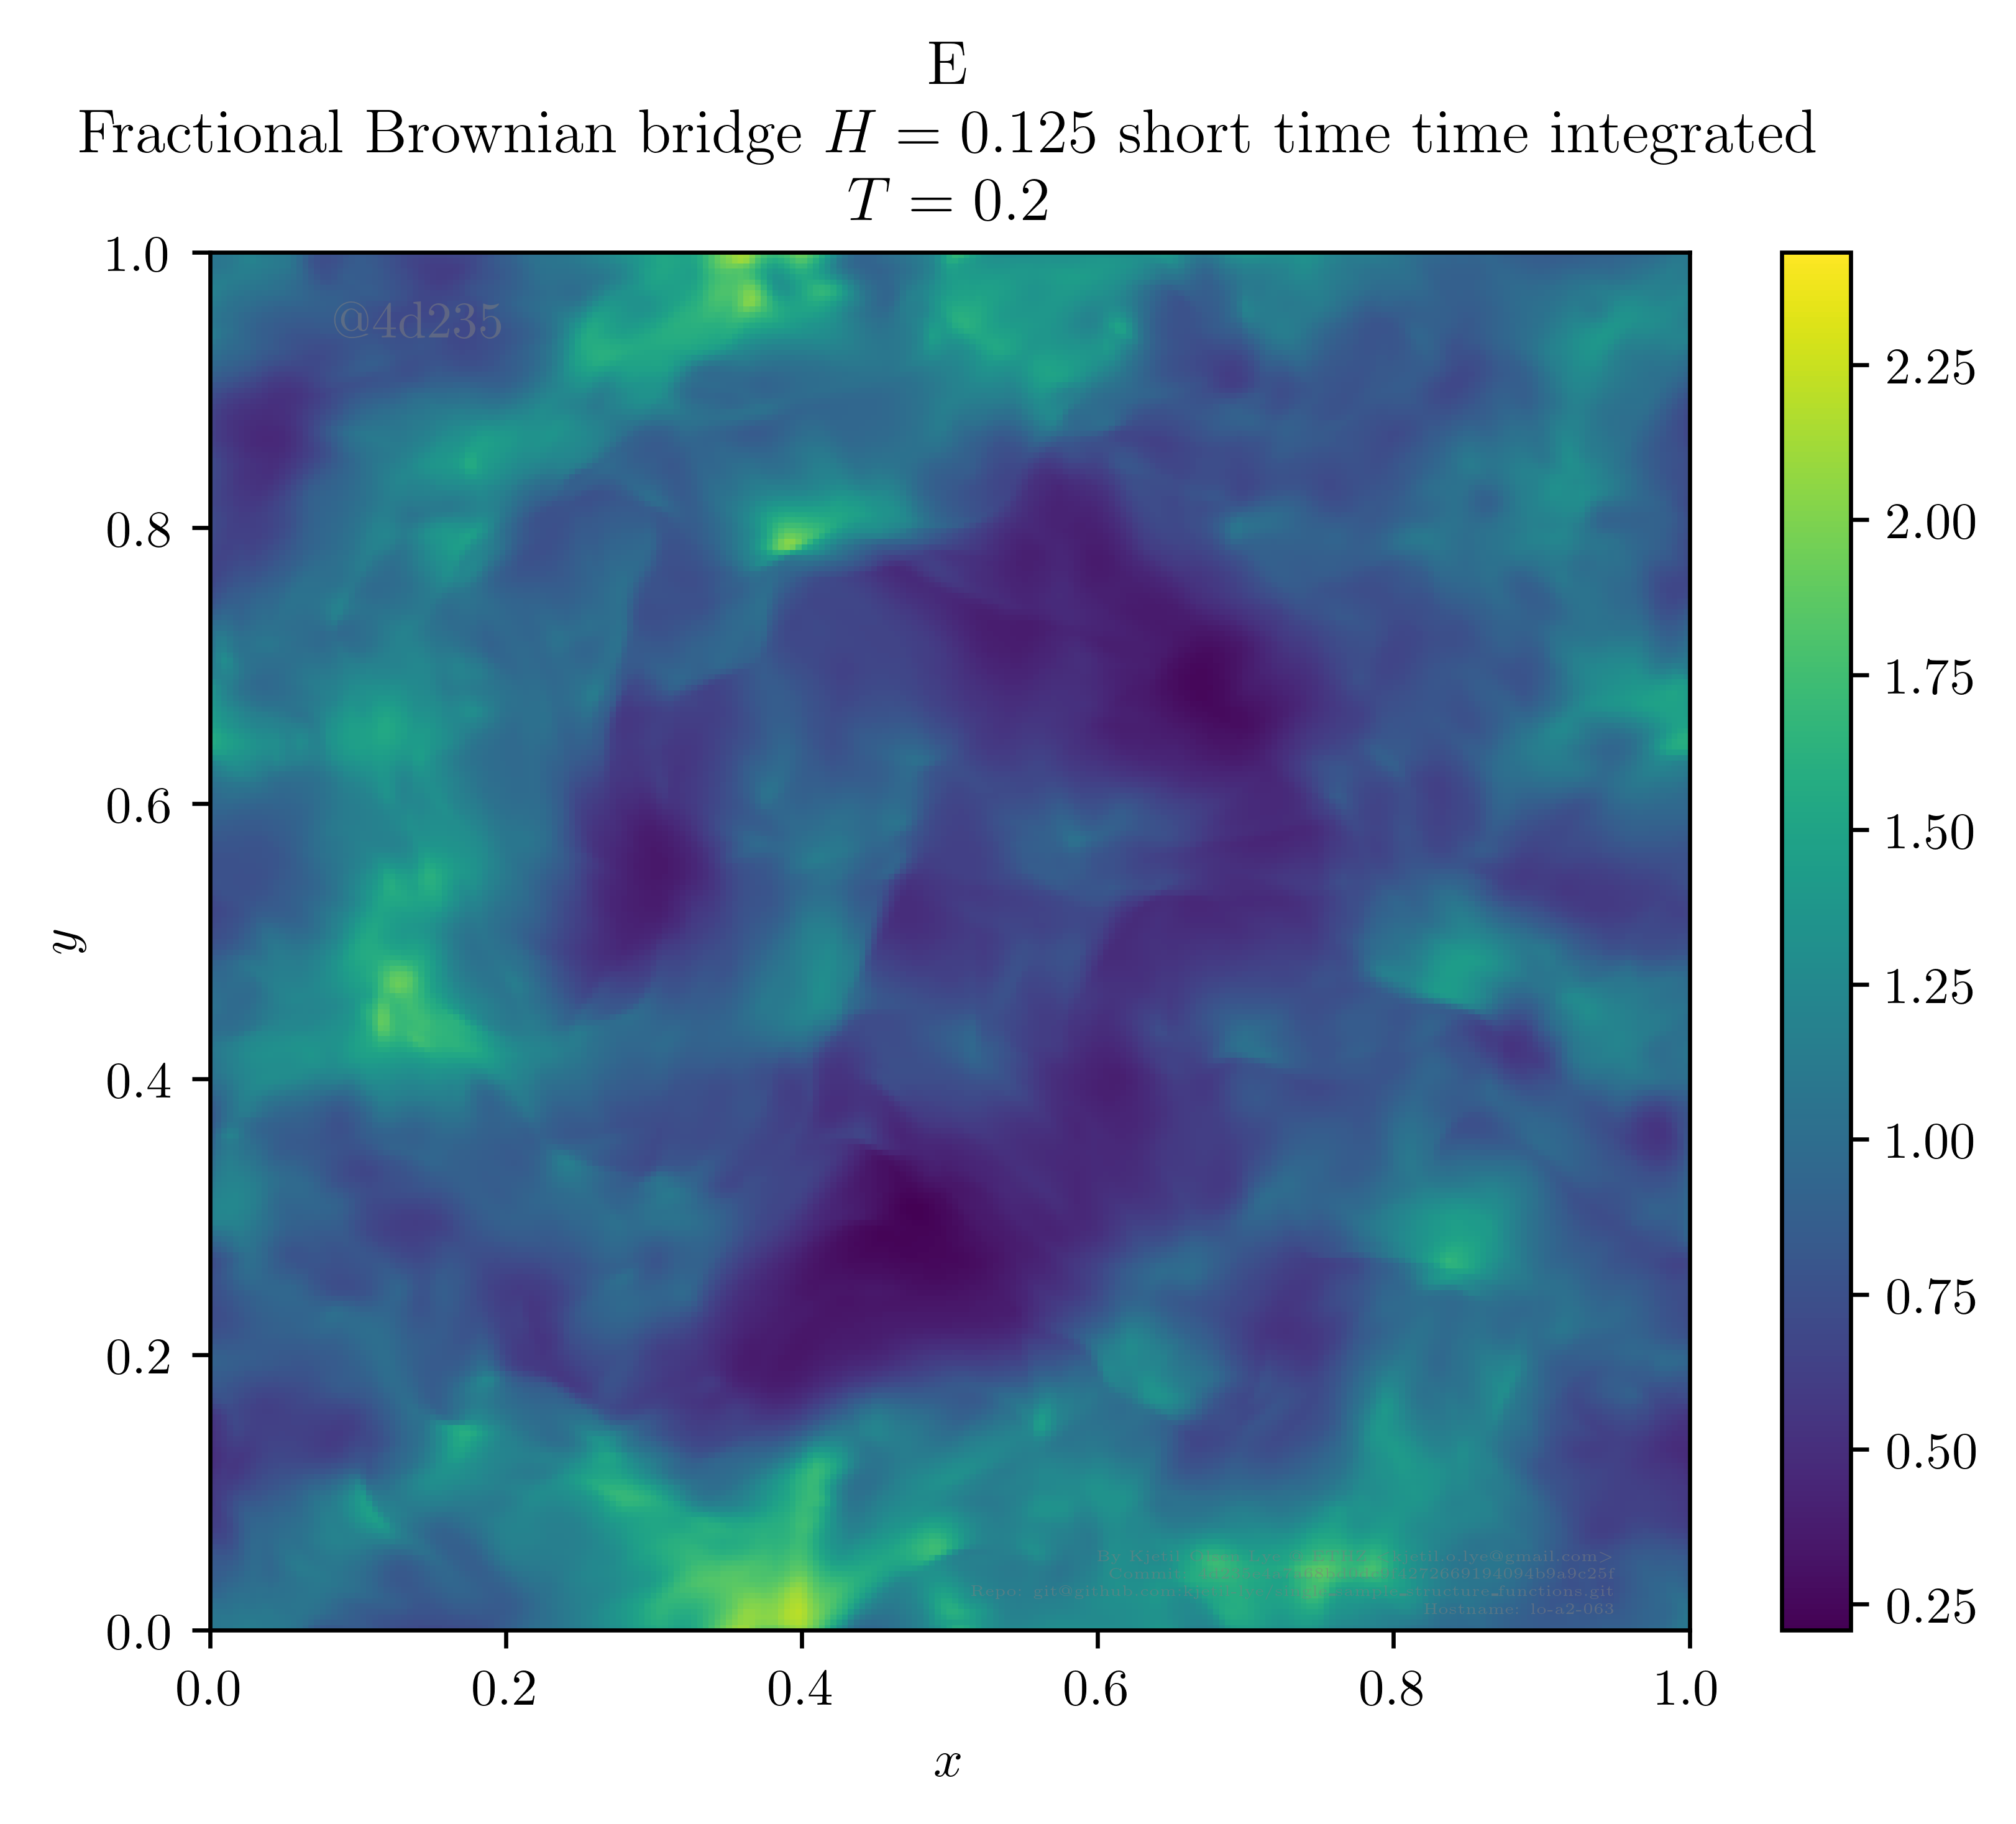 E
Fractional Brownian bridge H = 0.125 short time time integrated
T = 0.2
@4d235
1.0
0.8
0.6
0.4
0.2
0.0
y
0.0 0.2 0.4 0.6 0.8 1.0
x
2.25
2.00
1.75
1.50
1.25
1.00
0.75
0.50
0.25
By Kjetil
Repo:
Hostname: lo-a2-063